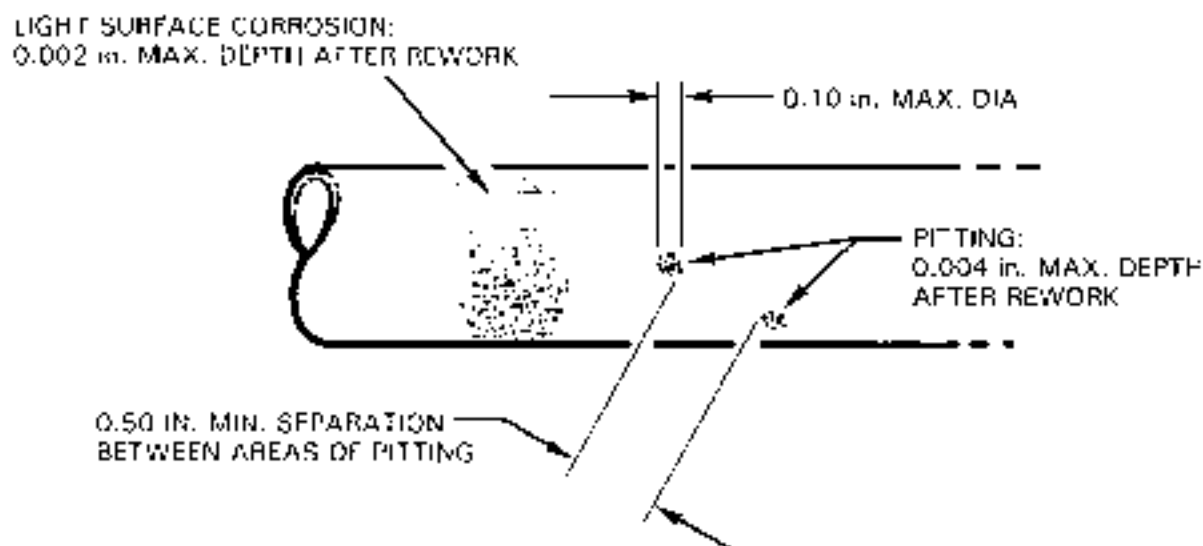 LIGHT SURFACE CORROSION:
0.002 in. MAX. DEPTH AFTER REWORK
0.10 in. MAX. DIA
PITTING:
0.004 in. MAX. DEPTH
AFTER REWORK
0.50 IN. MIN. SEPARATION
BETWEEN AREAS OF PITTING